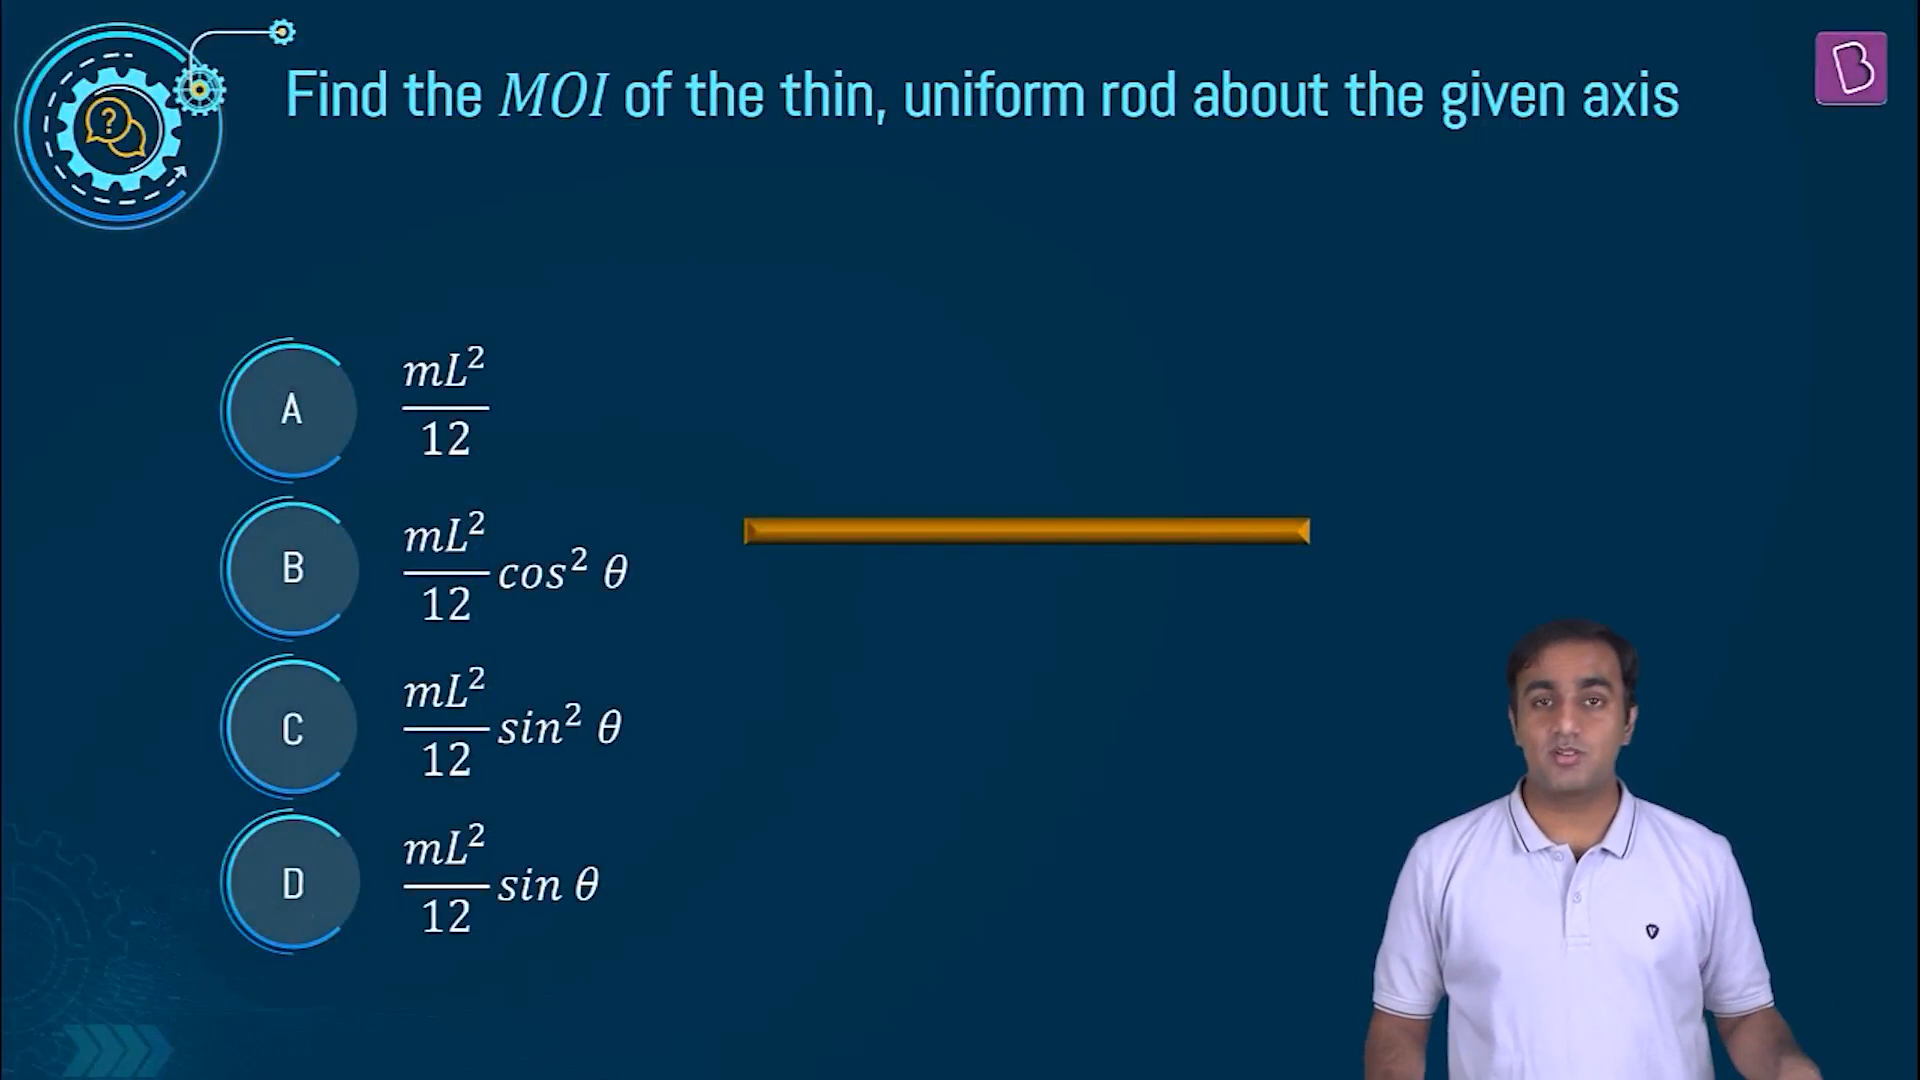 Find the MOI of the thin, uniform rod about the given axis
?
B
A
mL²
12
B
mL²
12 cos² θ
C
mL²
12 sin² θ
D
mL²
12 sin θ